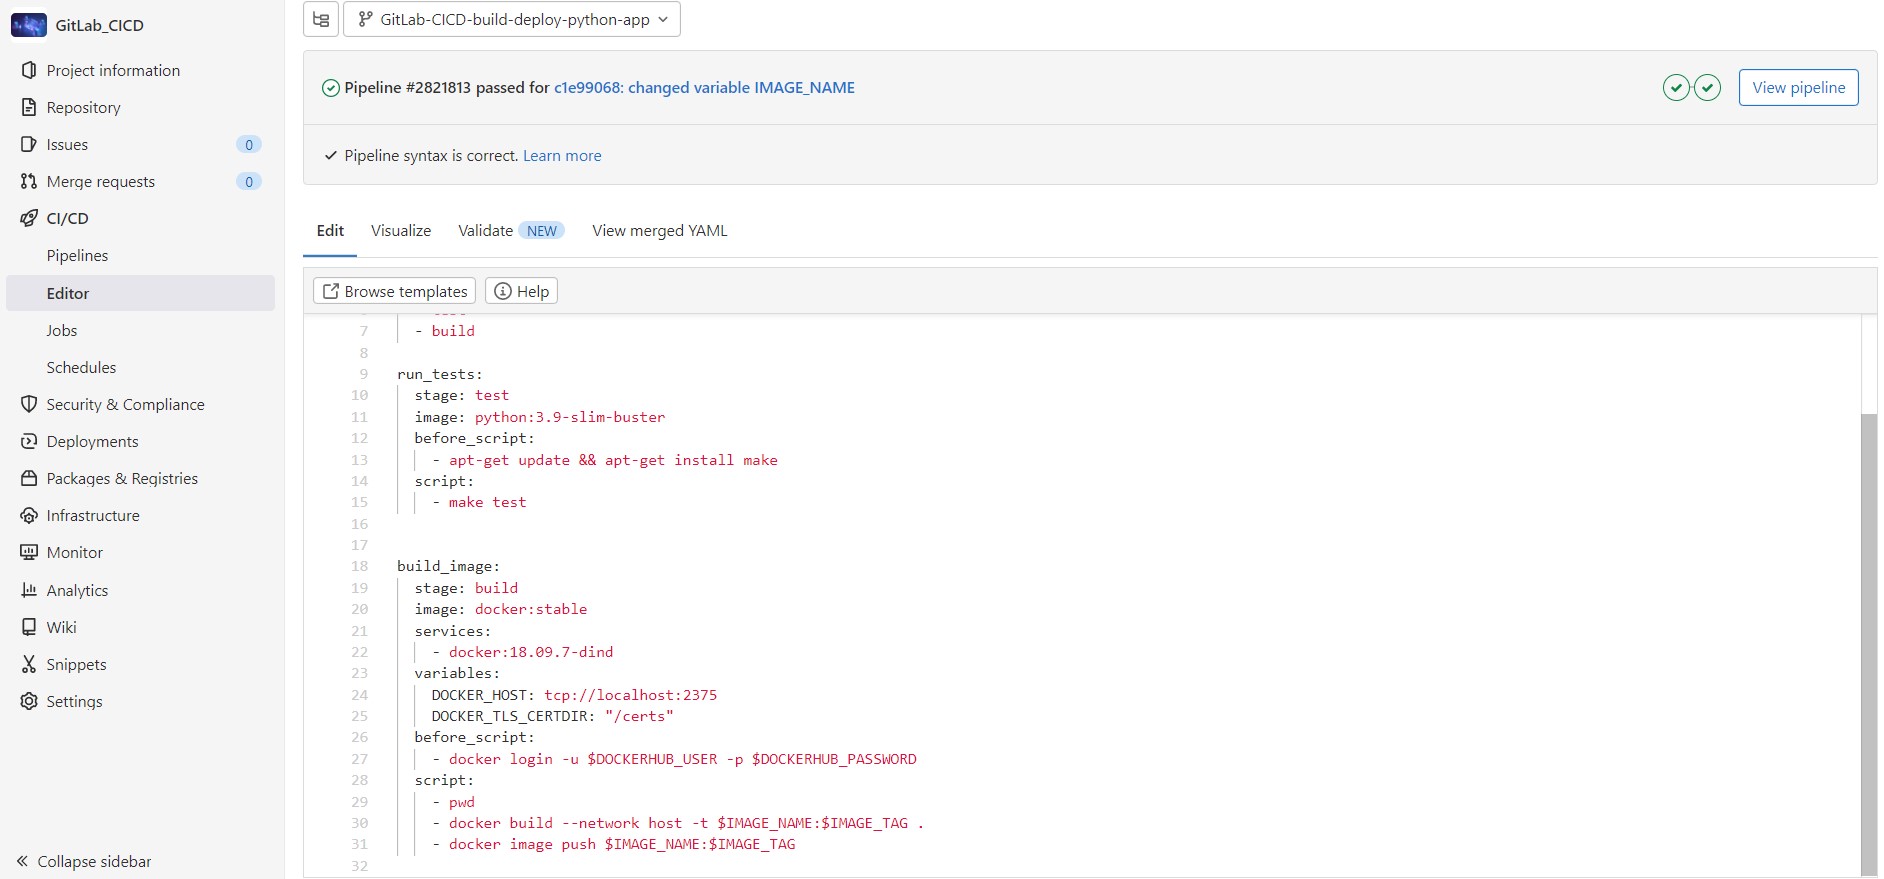 GitLab_CICD
Project information
Repository
Issues 0
Merge requests 0
CI/CD
Pipelines
Editor
Jobs
Schedules
Security & Compliance
Deployments
Packages & Registries
Infrastructure
Monitor
Analytics
Wiki
Snippets
Settings
Collapse sidebar
GitLab-CICD-build-deploy-python-app
Pipeline #2821813 passed for c1e99068: changed variable IMAGE_NAME
View pipeline
Pipeline syntax is correct. Learn more
Edit Visualize Validate NEW View merged YAML
Browse templates Help
7 - build
8
9 run_tests:
10 stage: test
11 image: python:3.9-slim-buster
12 before_script:
13 - apt-get update && apt-get install make
14 script:
15 - make test
16
17
18 build_image:
19 stage: build
20 image: docker:stable
21 services:
22 - docker:18.09.7-dind
23 variables:
24 DOCKER_HOST: tcp://localhost:2375
25 DOCKER_TLS_CERTDIR: "/certs"
26 before_script:
27 - docker login -u $DOCKERHUB_USER -p $DOCKERHUB_PASSWORD
28 script:
29 - pwd
30 - docker build --network host -t $IMAGE_NAME:$IMAGE_TAG .
31 - docker image push $IMAGE_NAME:$IMAGE_TAG
32